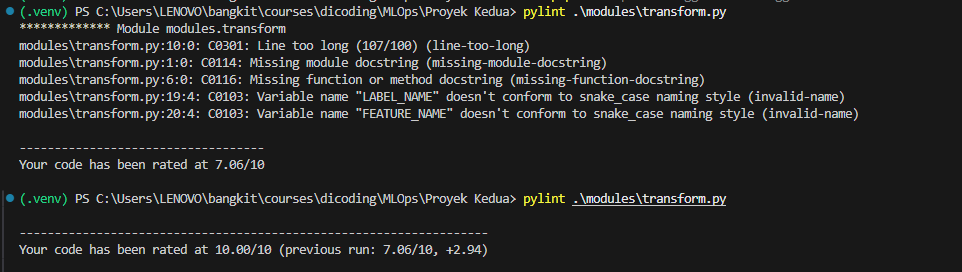 (.venv) PS C:\Users\LENOVO\bangkit\courses\dicoding\MLOps\Proyek Kedua> pylint .\modules\transform.py
************* Module modules.transform
modules\transform.py:10:0: C0301: Line too long (107/100) (line-too-long)
modules\transform.py:1:0: C0114: Missing module docstring (missing-module-docstring)
modules\transform.py:6:0: C0116: Missing function or method docstring (missing-function-docstring)
modules\transform.py:19:4: C0103: Variable name "LABEL_NAME" doesn't conform to snake_case naming style (invalid-name)
modules\transform.py:20:4: C0103: Variable name "FEATURE_NAME" doesn't conform to snake_case naming style (invalid-name)
-----------------------------------
Your code has been rated at 7.06/10
(.venv) PS C:\Users\LENOVO\bangkit\courses\dicoding\MLOps\Proyek Kedua> pylint .\modules\transform.py
--------------------------------------------------------------------
Your code has been rated at 10.00/10 (previous run: 7.06/10, +2.94)